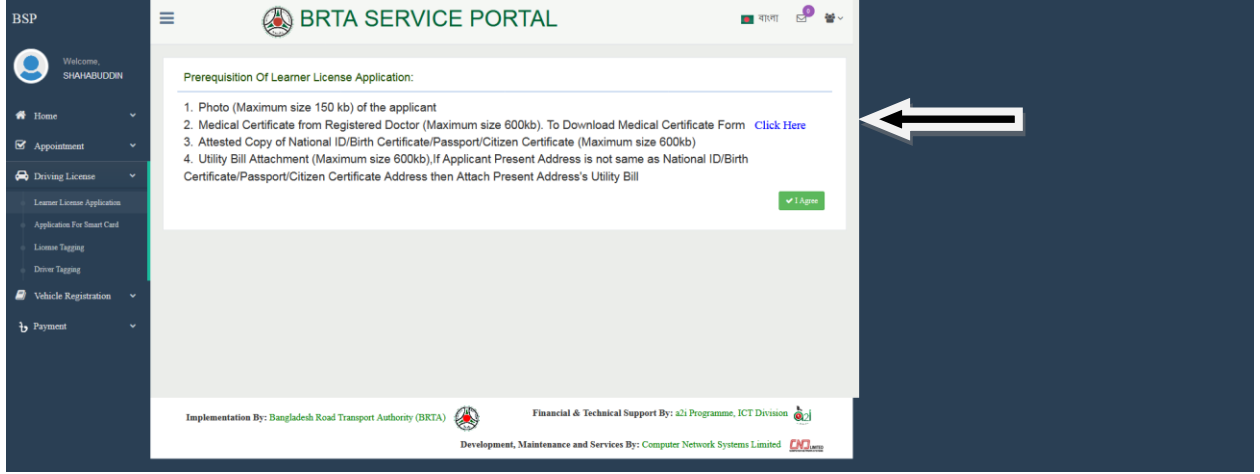 BSP
BRTA SERVICE PORTAL
বাংলা
0
Welcome,
SHAHABUDDIN
Home
Appointment
Driving License
Learner License Application
Application For Smart Card
License Tagging
Driver Tagging
Vehicle Registration
Payment
Prerequisition Of Learner License Application:
1. Photo (Maximum size 150 kb) of the applicant
2. Medical Certificate from Registered Doctor (Maximum size 600kb). To Download Medical Certificate Form Click Here
3. Attested Copy of National ID/Birth Certificate/Passport/Citizen Certificate (Maximum size 600kb)
4. Utility Bill Attachment (Maximum size 600kb),If Applicant Present Address is not same as National ID/Birth
Certificate/Passport/Citizen Certificate Address then Attach Present Address's Utility Bill
I Agree
Implementation By: Bangladesh Road Transport Authority (BRTA)
Financial & Technical Support By: a2i Programme, ICT Division
Development, Maintenance and Services By: Computer Network Systems Limited